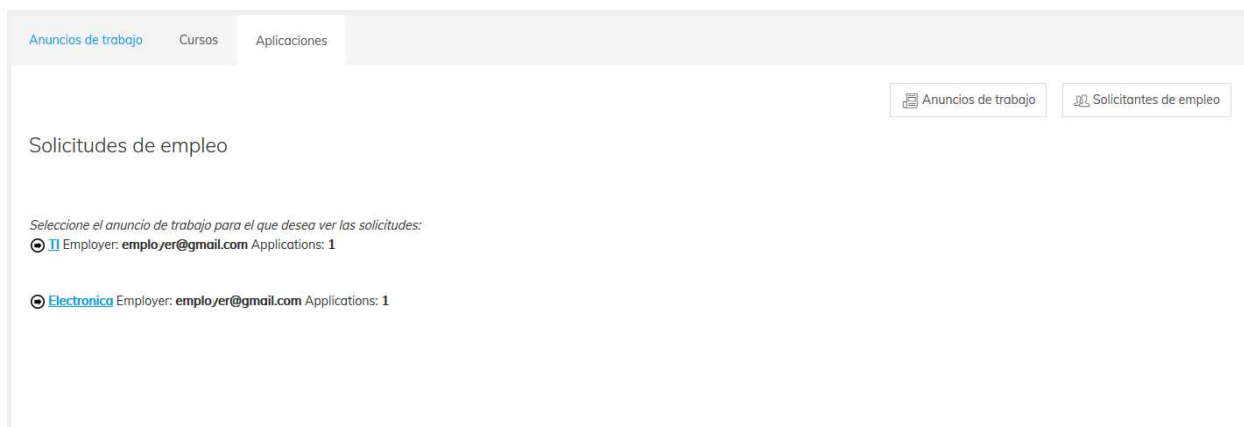 Anuncios de trabajo Cursos Aplicaciones
Anuncios de trabajo Solicitantes de empleo
Solicitudes de empleo
Seleccione el anuncio de trabajo para el que desea ver las solicitudes:
TI Employer: employer@gmail.com Applications: 1
Electronica Employer: employer@gmail.com Applications: 1